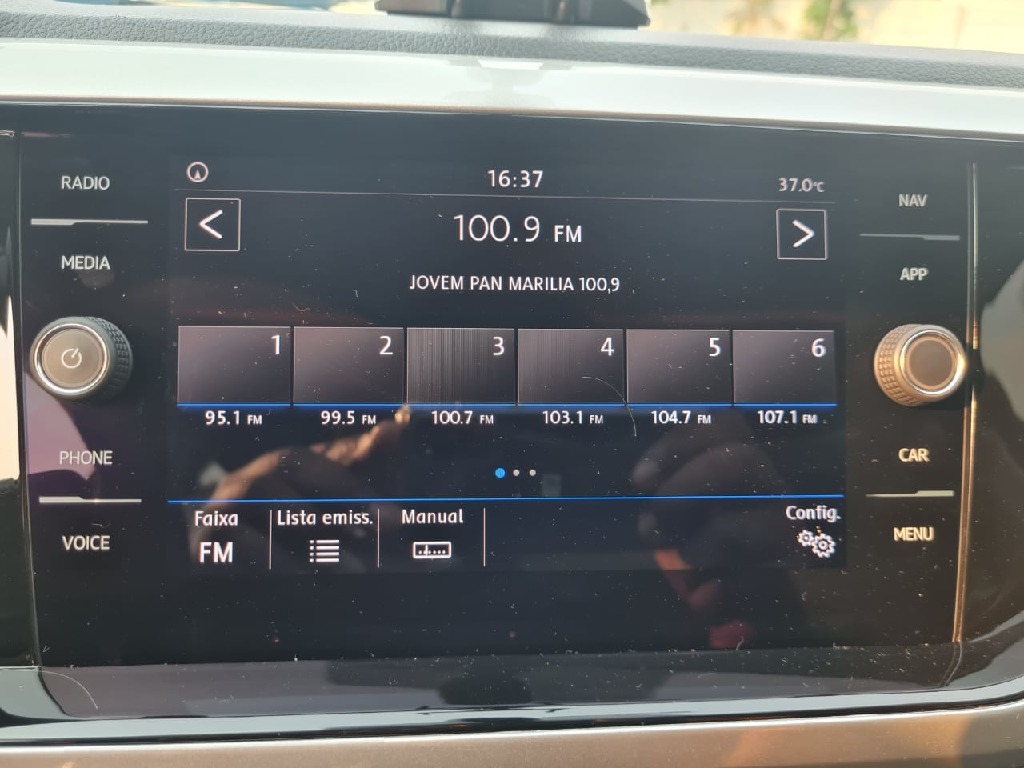 RADIO
MEDIA
PHONE
VOICE
16:37
37.0°C
< 100.9 FM >
JOVEM PAN MARILIA 100,9
1 2 3 4 5 6
95.1 FM 99.5 FM 100.7 FM 103.1 FM 104.7 FM 107.1 FM
Faixa Lista emiss. Manual Config.
FM
NAV
APP
CAR
MENU